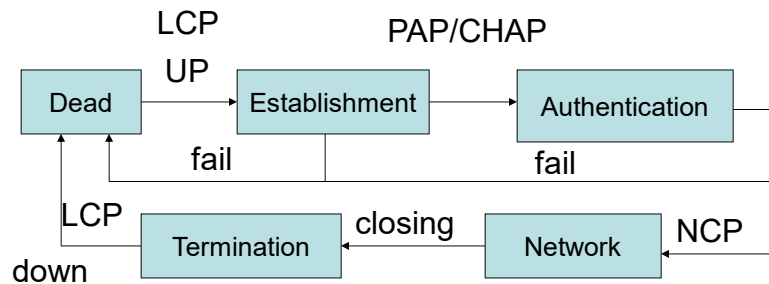 LCP
PAP/CHAP
UP
Dead
Establishment
Authentication
fail
fail
LCP
closing
NCP
Termination
Network
down